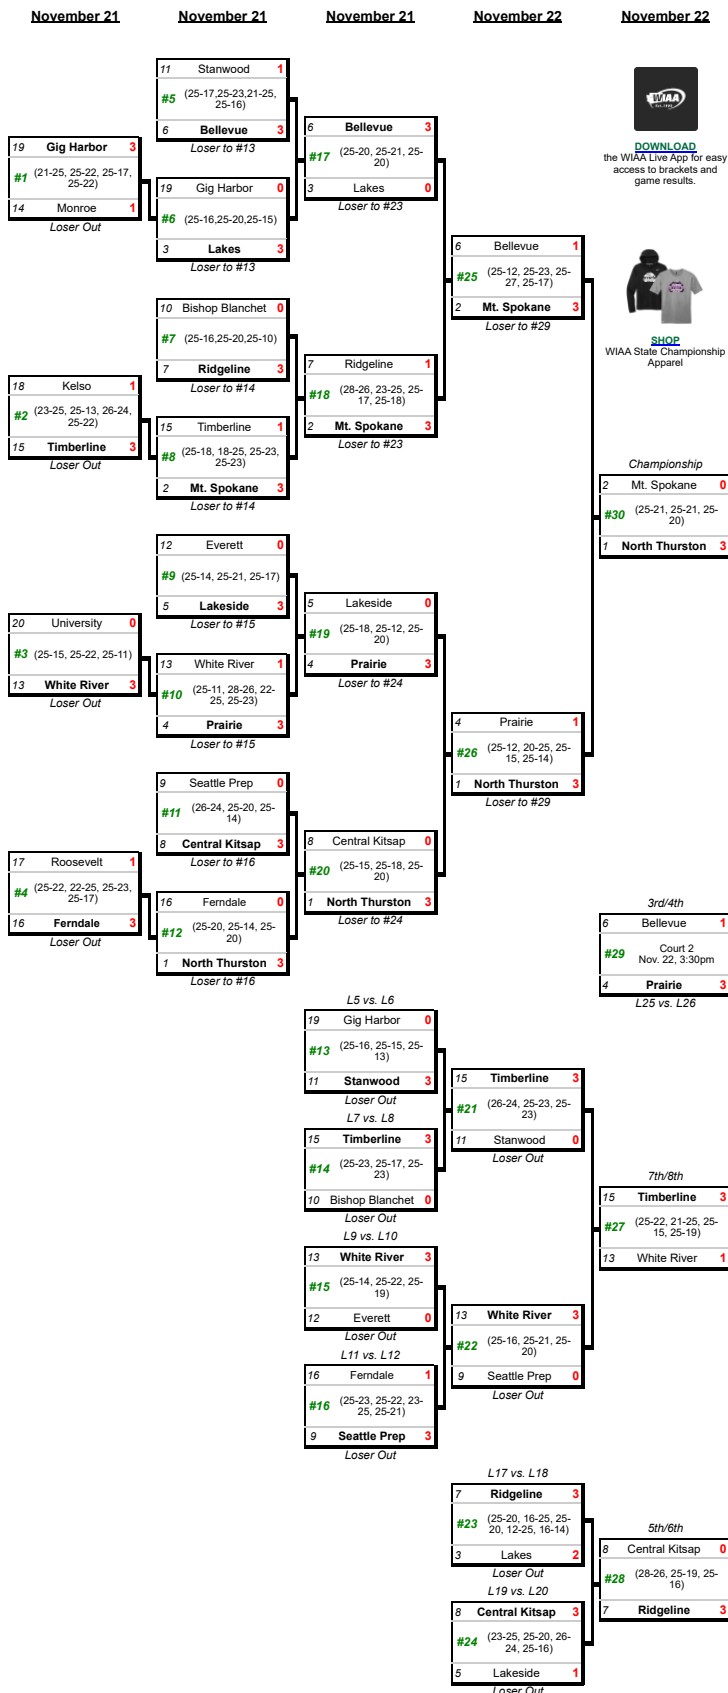 November 21
November 21
November 21
November 22
November 22
19 Gig Harbor 3
#1 (21-25, 25-22, 25-17,
25-22)
14 Monroe 1
Loser Out
18 Kelso 1
#2 (23-25, 25-13, 26-24,
25-22)
15 Timberline 3
Loser Out
20 University 0
#3 (25-15, 25-22, 25-11)
13 White River 3
Loser Out
17 Roosevelt 1
#4 (25-22, 22-25, 25-23,
25-17)
16 Ferndale 3
Loser Out
11 Stanwood 1
#5 (25-17,25-23,21-25,
25-16)
6 Bellevue 3
Loser to #13
19 Gig Harbor 0
#6 (25-16,25-20,25-15)
3 Lakes 3
Loser to #13
10 Bishop Blanchet 0
#7 (25-16,25-20,25-10)
7 Ridgeline 3
Loser to #14
15 Timberline 1
#8 (25-18, 18-25, 25-23,
25-23)
2 Mt. Spokane 3
Loser to #14
12 Everett 0
#9 (25-14, 25-21, 25-17)
5 Lakeside 3
Loser to #15
13 White River 1
#10 (25-11, 28-26, 22-
25, 25-23)
4 Prairie 3
Loser to #15
9 Seattle Prep 0
#11 (26-24, 25-20, 25-
14)
8 Central Kitsap 3
Loser to #16
16 Ferndale 0
#12 (25-20, 25-14, 25-
20)
1 North Thurston 3
Loser to #16
6 Bellevue 3
#17 (25-20, 25-21, 25-
20)
3 Lakes 0
Loser to #23
7 Ridgeline 1
#18 (28-26, 23-25, 25-
17, 25-18)
2 Mt. Spokane 3
Loser to #23
5 Lakeside 0
#19 (25-18, 25-12, 25-
20)
4 Prairie 3
Loser to #24
8 Central Kitsap 0
#20 (25-15, 25-18, 25-
20)
1 North Thurston 3
Loser to #24
L5 vs. L6
19 Gig Harbor 0
#13 (25-16, 25-15, 25-
13)
11 Stanwood 3
Loser Out
L7 vs. L8
15 Timberline 3
#14 (25-23, 25-17, 25-
23)
10 Bishop Blanchet 0
Loser Out
L9 vs. L10
13 White River 3
#15 (25-14, 25-22, 25-
19)
12 Everett 0
Loser Out
L11 vs. L12
16 Ferndale 1
#16 (25-23, 25-22, 23-
25, 25-21)
9 Seattle Prep 3
Loser Out
6 Bellevue 1
#25 (25-12, 25-23, 25-
27, 25-17)
2 Mt. Spokane 3
Loser to #29
4 Prairie 1
#26 (25-12, 20-25, 25-
15, 25-14)
1 North Thurston 3
Loser to #29
15 Timberline 3
#21 (26-24, 25-23, 25-
23)
11 Stanwood 0
Loser Out
13 White River 3
#22 (25-16, 25-21, 25-
20)
9 Seattle Prep 0
Loser Out
L17 vs. L18
7 Ridgeline 3
#23 (25-20, 16-25, 25-
20, 12-25, 16-14)
3 Lakes 2
Loser Out
L19 vs. L20
8 Central Kitsap 3
#24 (23-25, 25-20, 26-
24, 25-16)
5 Lakeside 1
Loser Out
WIAA
DOWNLOAD
the WIAA Live App for easy
access to brackets and
game results.
SHOP
WIAA State Championship
Apparel
Championship
2 Mt. Spokane 0
#30 (25-21, 25-21, 25-
20)
1 North Thurston 3
3rd/4th
6 Bellevue 1
#29 Court 2
Nov. 22, 3:30pm
4 Prairie 3
L25 vs. L26
7th/8th
15 Timberline 3
#27 (25-22, 21-25, 25-
15, 25-19)
13 White River 1
5th/6th
8 Central Kitsap 0
#28 (28-26, 25-19, 25-
16)
7 Ridgeline 3